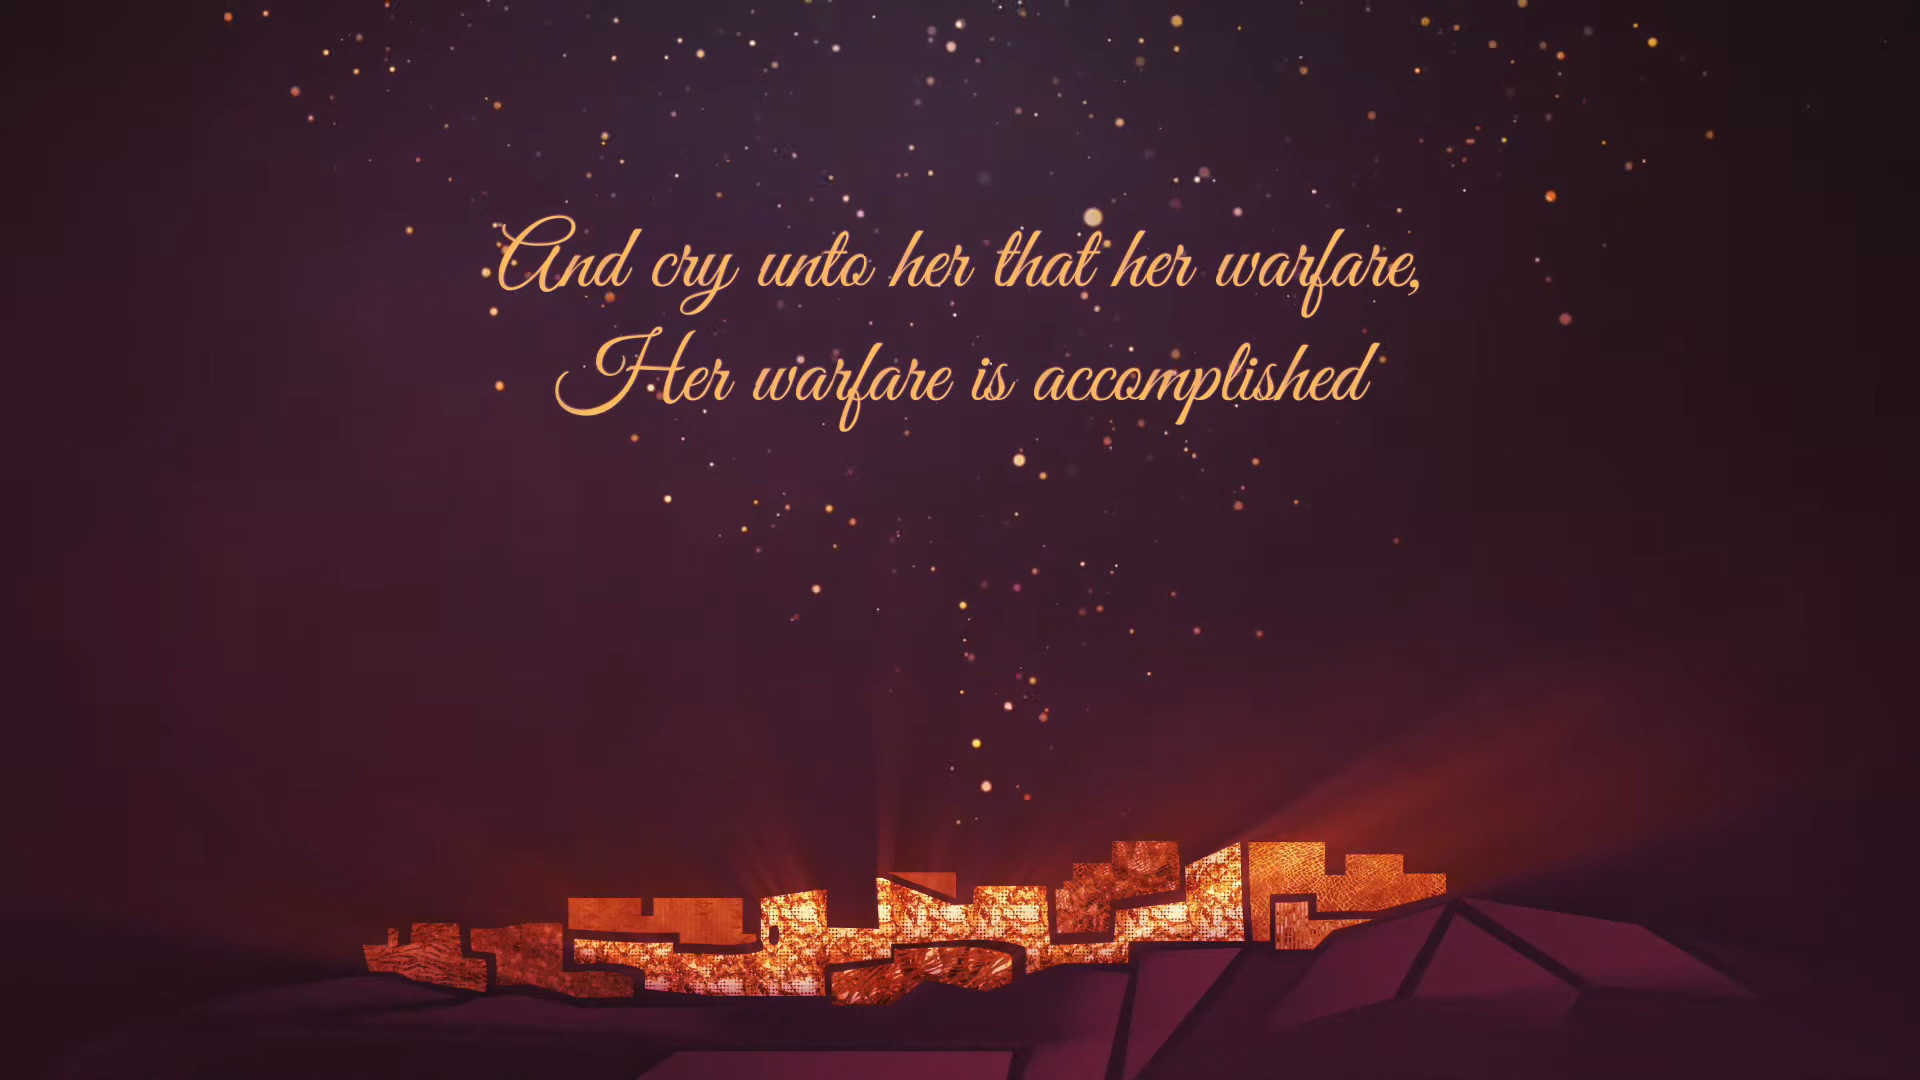 And cry unto her that her warfare,
Her warfare is accomplished